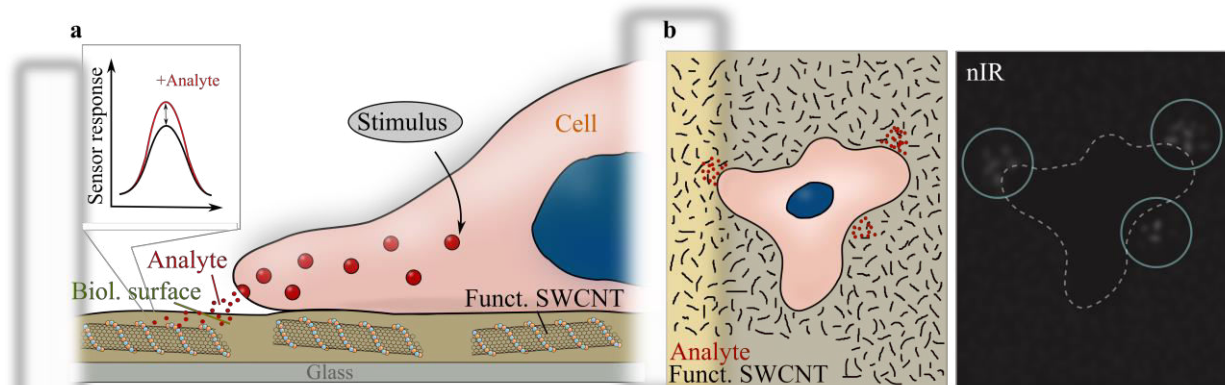 a
+Analyte
Sensor response
Stimulus
Cell
Analyte
Biol. surface
Funct. SWCNT
Glass
b
nIR
Analyte
Funct. SWCNT